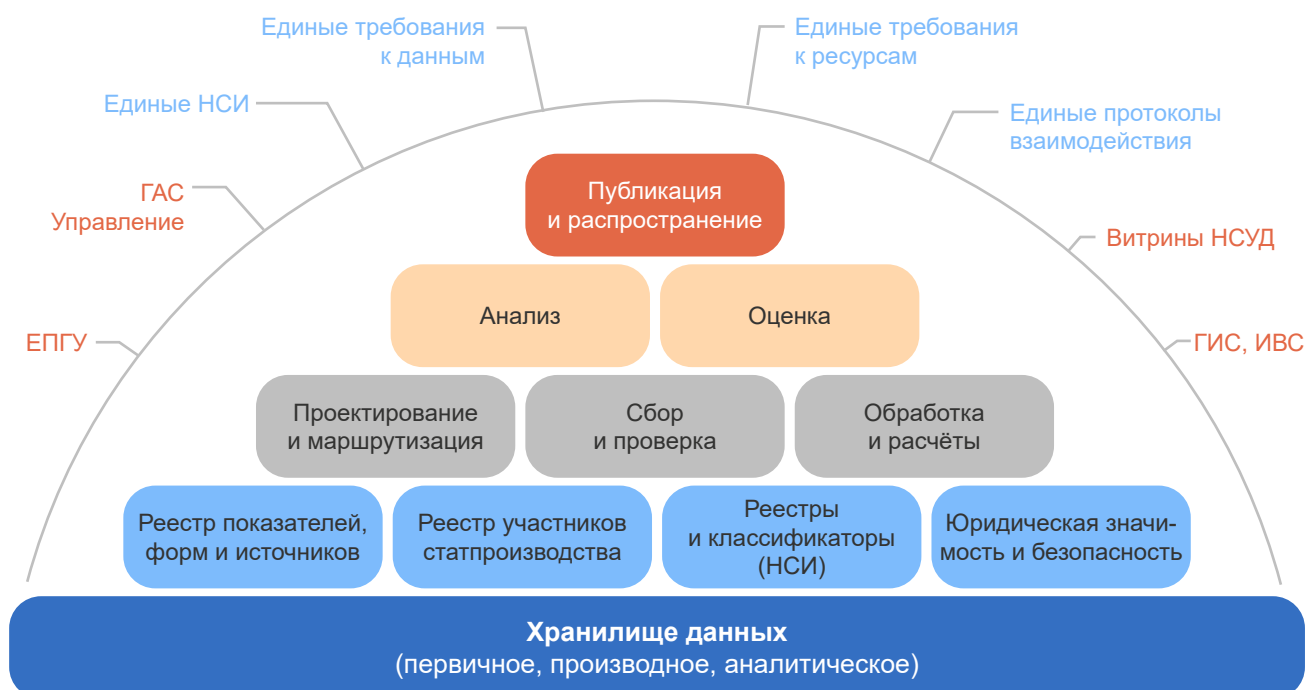 Единые требования
к данным
Единые требования
к ресурсам
Единые НСИ
Единые протоколы
взаимодействия
ГАС
Управление
Витрины НСУД
ЕПГУ
ГИС, ИВС
Публикация
и распространение
Анализ
Оценка
Проектирование
и маршрутизация
Сбор
и проверка
Обработка
и расчёты
Реестр показателей,
форм и источников
Реестр участников
статпроизводства
Реестры
и классификаторы
(НСИ)
Юридическая значи-
мость и безопасность
Хранилище данных
(первичное, производное, аналитическое)